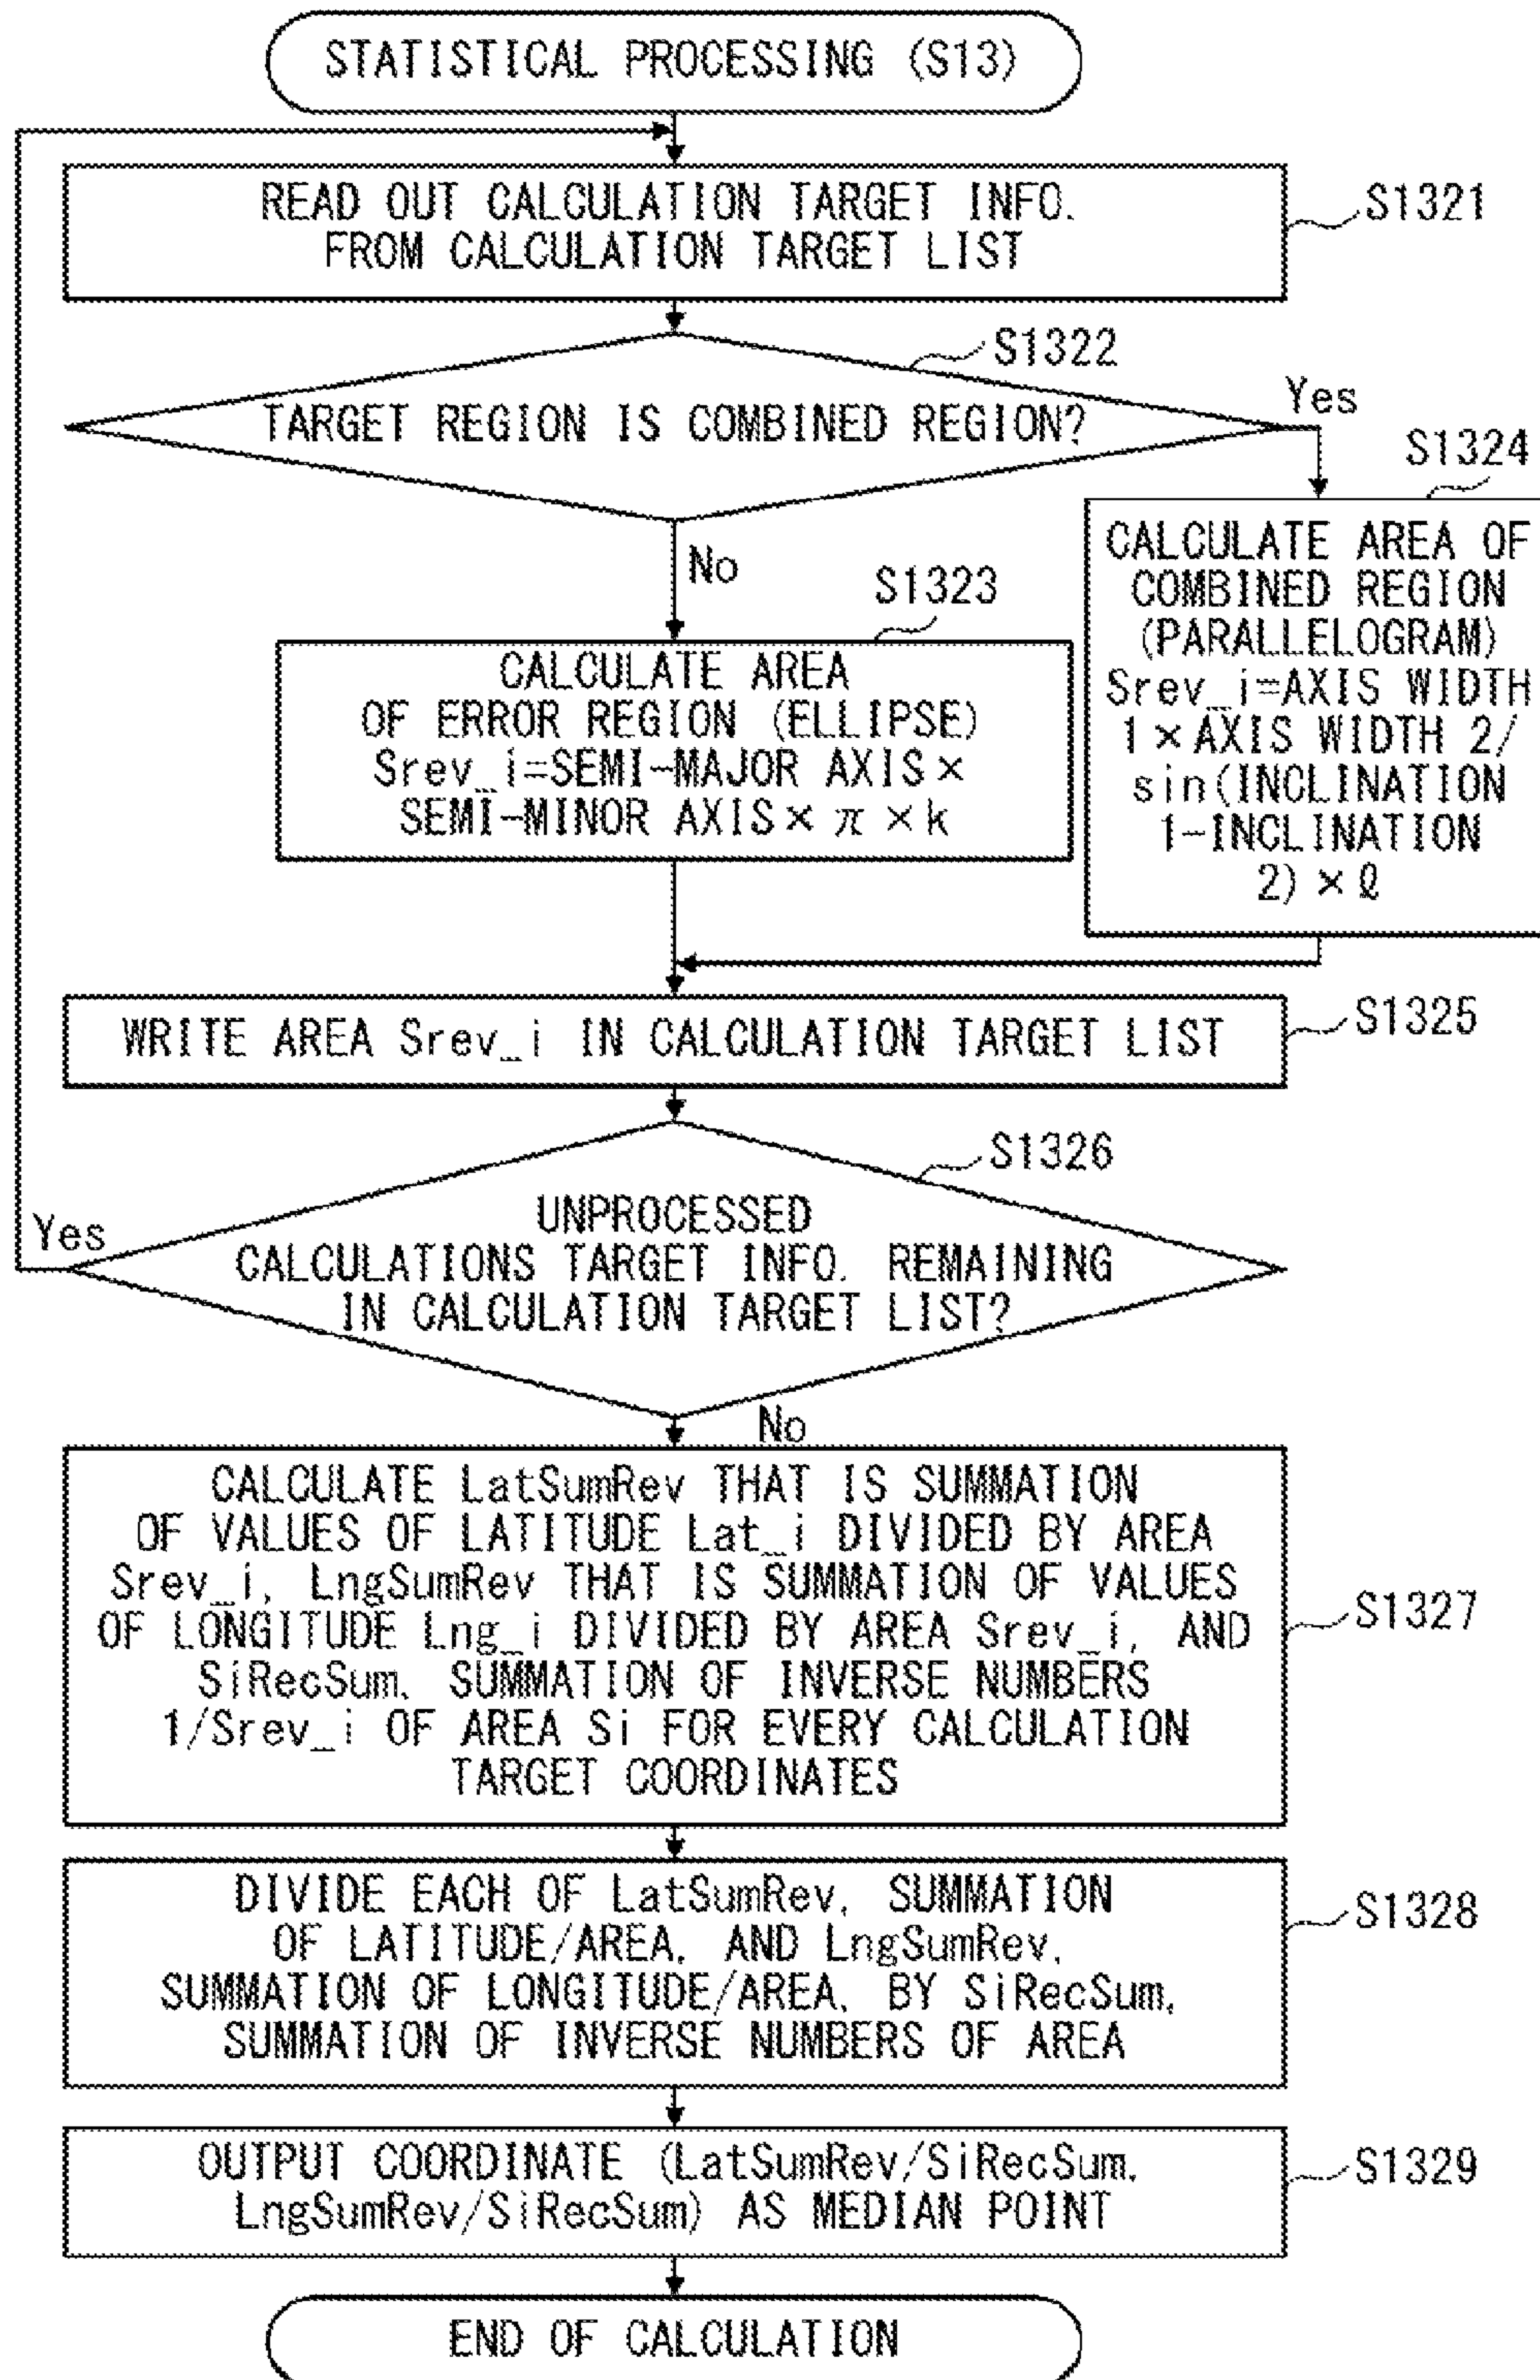 STATISTICAL PROCESSING (S13)
READ OUT CALCULATION TARGET INFO.
FROM CALCULATION TARGET LIST
S1321
S1322
TARGET REGION IS COMBINED REGION?
Yes
No
S1323
CALCULATE AREA
OF ERROR REGION (ELLIPSE)
Srev_i=SEMI-MAJOR AXIS×
SEMI-MINOR AXIS× π ×k
S1324
CALCULATE AREA OF
COMBINED REGION
(PARALLELOGRAM)
Srev_i=AXIS WIDTH
1×AXIS WIDTH 2/
sin(INCLINATION
1-INCLINATION
2)×ℓ
WRITE AREA Srev_i IN CALCULATION TARGET LIST
S1325
S1326
UNPROCESSED
CALCULATIONS TARGET INFO. REMAINING
IN CALCULATION TARGET LIST?
Yes
No
CALCULATE LatSumRev THAT IS SUMMATION
OF VALUES OF LATITUDE Lat_i DIVIDED BY AREA
Srev_i, LngSumRev THAT IS SUMMATION OF VALUES
OF LONGITUDE Lng_i DIVIDED BY AREA Srev_i, AND
SiRecSum, SUMMATION OF INVERSE NUMBERS
1/Srev_i OF AREA Si FOR EVERY CALCULATION
TARGET COORDINATES
S1327
DIVIDE EACH OF LatSumRev, SUMMATION
OF LATITUDE/AREA, AND LngSumRev,
SUMMATION OF LONGITUDE/AREA, BY SiRecSum,
SUMMATION OF INVERSE NUMBERS OF AREA
S1328
OUTPUT COORDINATE (LatSumRev/SiRecSum,
LngSumRev/SiRecSum) AS MEDIAN POINT
S1329
END OF CALCULATION